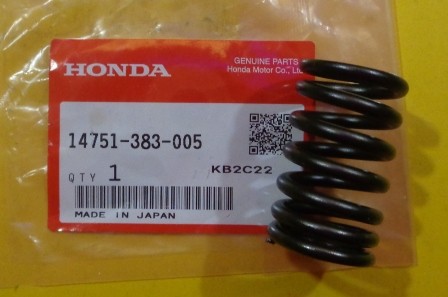 GENUINE PARTS
HONDA
Honda Motor Co., Ltd.
14751-383-005
QTY 1
KB2C22
MADE IN JAPAN